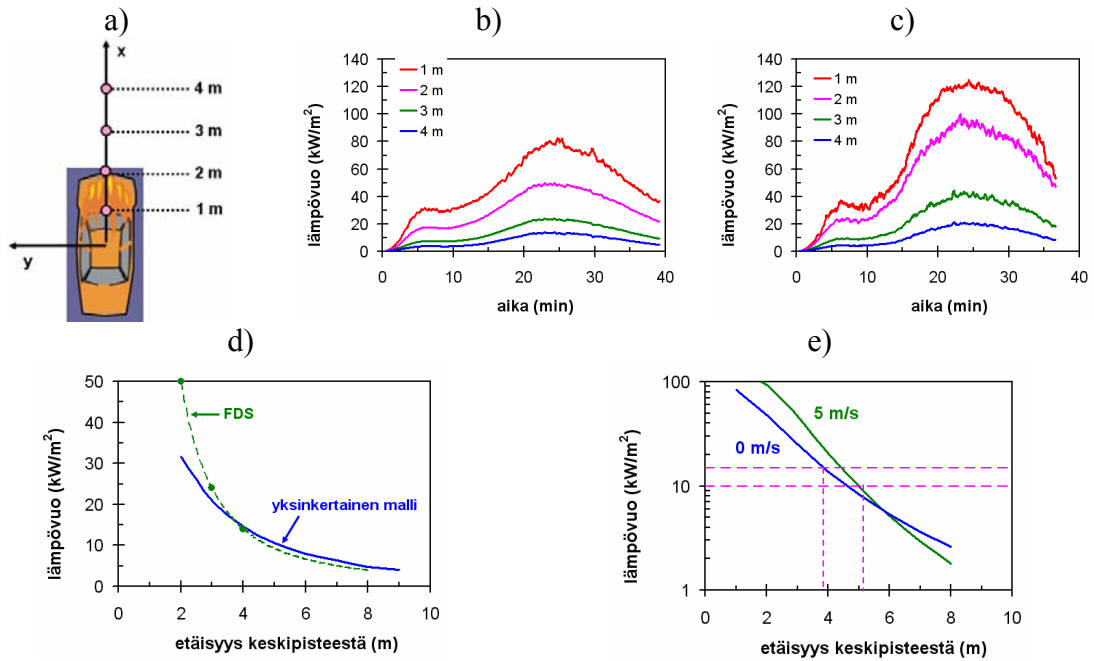 a)
x
4 m
3 m
2 m
1 m
y
b)
lämpövuo (kW/m²)
140
120
100
80
60
40
20
0
1 m
2 m
3 m
4 m
0 10 20 30 40
aika (min)
c)
lämpövuo (kW/m²)
140
120
100
80
60
40
20
0
1 m
2 m
3 m
4 m
0 10 20 30 40
aika (min)
d)
lämpövuo (kW/m²)
50
40
30
20
10
0
FDS
yksinkertainen malli
0 2 4 6 8 10
etäisyys keskipisteestä (m)
e)
lämpövuo (kW/m²)
100
10
1
5 m/s
0 m/s
0 2 4 6 8 10
etäisyys keskipisteestä (m)